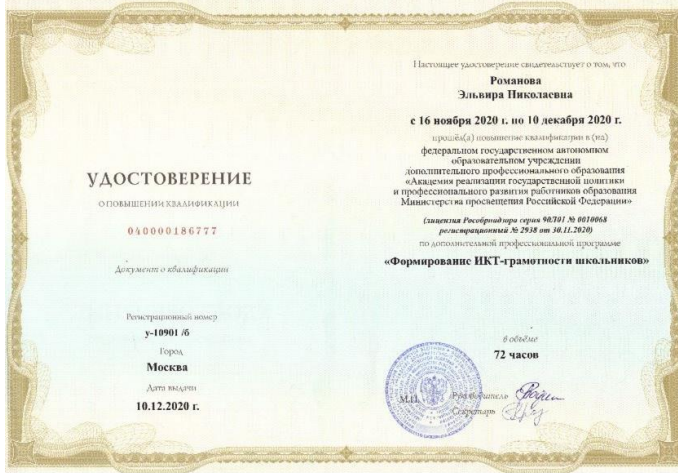 УДОСТОВЕРЕНИЕ
О ПОВЫШЕНИИ КВАЛИФИКАЦИИ
040000186777
Документ о квалификации
Регистрационный номер
у-10901 /б
Город
Москва
Дата выдачи
10.12.2020 г.
Настоящее удостоверение свидетельствует о том, что
Романова
Эльвира Николаевна
с 16 ноября 2020 г. по 10 декабря 2020 г.
прошёл(а) повышение квалификации в (на)
федеральном государственном автономном
образовательном учреждении
дополнительного профессионального образования
«Академия реализации государственной политики
и профессионального развития работников образования
Министерства просвещения Российской Федерации»
(лицензия Рособрнадзора серия 90Л01 № 0010068
регистрационный № 2938 от 30.11.2020)
по дополнительной профессиональной программе
«Формирование ИКТ-грамотности школьников»
в объёме
72 часов
М.П.
Руководитель
Секретарь